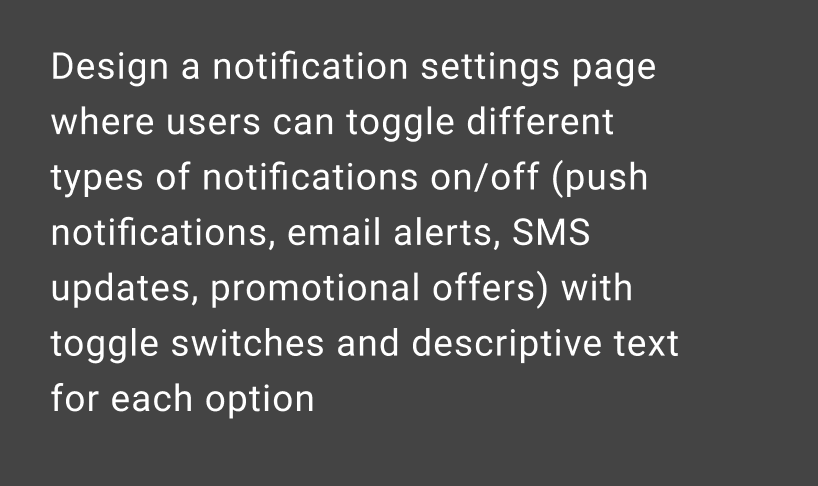 Design a notification settings page
where users can toggle different
types of notifications on/off (push
notifications, email alerts, SMS
updates, promotional offers) with
toggle switches and descriptive text
for each option